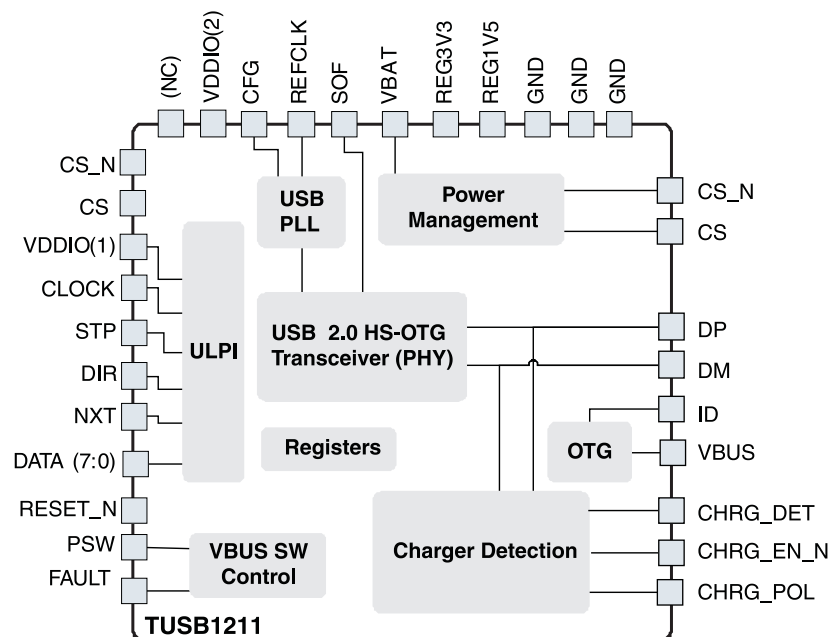 (NC)
VDDIO(2)
CFG
REFCLK
SOF
VBAT
REG3V3
REG1V5
GND
GND
GND
CS_N
CS
VDDIO(1)
CLOCK
STP
DIR
NXT
DATA (7:0)
RESET_N
PSW
FAULT
ULPI
USB
PLL
Power
Management
USB 2.0 HS-OTG
Transceiver (PHY)
Registers
OTG
VBUS SW
Control
Charger Detection
CS_N
CS
DP
DM
ID
VBUS
CHRG_DET
CHRG_EN_N
CHRG_POL
TUSB1211